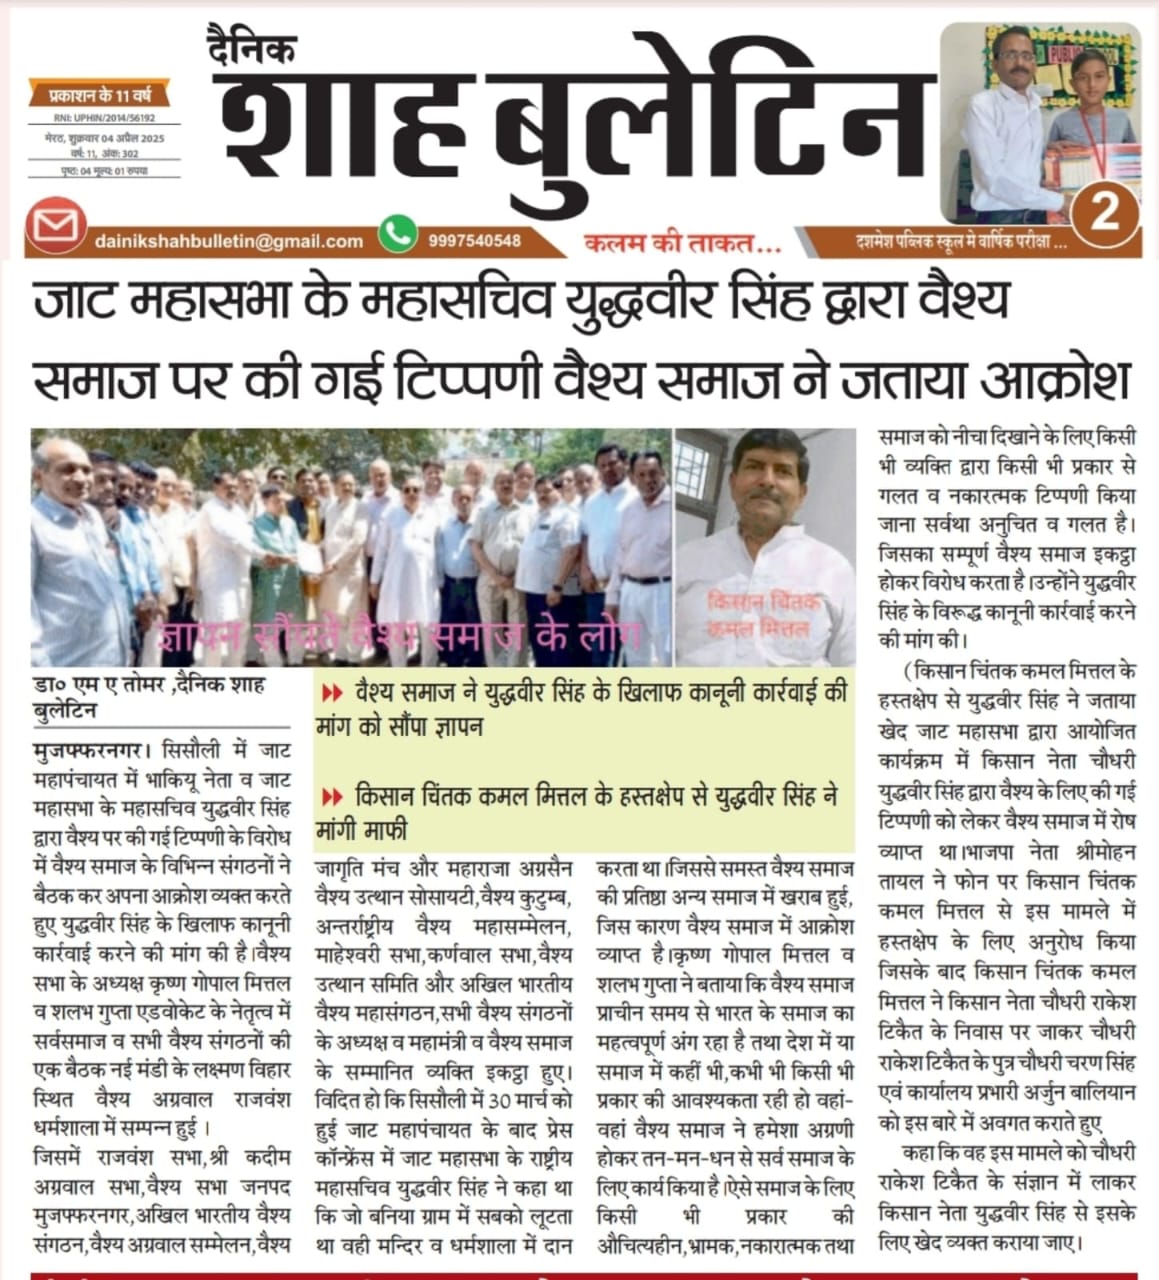 दैनिक
शाह बुलेटिन
प्रकाशन के 11 वर्ष
RNI: UPHIN/2014/56192
मेरठ, शुक्रवार 04 अप्रैल 2025
वर्ष: 11, अंक: 302
पृष्ठ: 04 मूल्य: 01 रुपया
PUBLIC
2
dainikshahbulletin@gmail.com
9997540548
कलम की ताकत...
दशमेश पब्लिक स्कूल मे वार्षिक परीक्षा ...
जाट महासभा के महासचिव युद्धवीर सिंह द्वारा वैश्य
समाज पर की गई टिप्पणी वैश्य समाज ने जताया आक्रोश
ज्ञापन सौंपते वैश्य समाज के लोग
किसान चिंतक
कमल मित्तल
डा० एम ए तोमर ,दैनिक शाह
बुलेटिन
मुजफ्फरनगर। सिसौली में जाट
महापंचायत में भाकियू नेता व जाट
महासभा के महासचिव युद्धवीर सिंह
द्वारा वैश्य पर की गई टिप्पणी के विरोध
में वैश्य समाज के विभिन्न संगठनों ने
बैठक कर अपना आक्रोश व्यक्त करते
हुए युद्धवीर सिंह के खिलाफ कानूनी
कार्रवाई करने की मांग की है।वैश्य
सभा के अध्यक्ष कृष्ण गोपाल मित्तल
व शलभ गुप्ता एडवोकेट के नेतृत्व में
सर्वसमाज व सभी वैश्य संगठनों की
एक बैठक नई मंडी के लक्ष्मण विहार
स्थित वैश्य अग्रवाल राजवंश
धर्मशाला में सम्पन्न हुई ।
जिसमें राजवंश सभा,श्री कदीम
अग्रवाल सभा,वैश्य सभा जनपद
मुजफ्फरनगर,अखिल भारतीय वैश्य
संगठन,वैश्य अग्रवाल सम्मेलन,वैश्य
वैश्य समाज ने युद्धवीर सिंह के खिलाफ कानूनी कार्रवाई की
मांग को सौंपा ज्ञापन
किसान चिंतक कमल मित्तल के हस्तक्षेप से युद्धवीर सिंह ने
मांगी माफी
जागृति मंच और महाराजा अग्रसैन
वैश्य उत्थान सोसायटी,वैश्य कुटुम्ब,
अन्तर्राष्ट्रीय वैश्य महासम्मेलन,
माहेश्वरी सभा,कर्णवाल सभा,वैश्य
उत्थान समिति और अखिल भारतीय
वैश्य महासंगठन,सभी वैश्य संगठनों
के अध्यक्ष व महामंत्री व वैश्य समाज
के सम्मानित व्यक्ति इकट्ठा हुए।
विदित हो कि सिसौली में 30 मार्च को
हुई जाट महापंचायत के बाद प्रेस
कॉन्फ्रेंस में जाट महासभा के राष्ट्रीय
महासचिव युद्धवीर सिंह ने कहा था
कि जो बनिया ग्राम में सबको लूटता
था वही मन्दिर व धर्मशाला में दान
करता था।जिससे समस्त वैश्य समाज
की प्रतिष्ठा अन्य समाज में खराब हुई,
जिस कारण वैश्य समाज में आक्रोश
व्याप्त है।कृष्ण गोपाल मित्तल व
शलभ गुप्ता ने बताया कि वैश्य समाज
प्राचीन समय से भारत के समाज का
महत्वपूर्ण अंग रहा है तथा देश में या
समाज में कहीं भी,कभी भी किसी भी
प्रकार की आवश्यकता रही हो वहां-
वहां वैश्य समाज ने हमेशा अग्रणी
होकर तन-मन-धन से सर्व समाज के
लिए कार्य किया है।ऐसे समाज के लिए
किसी भी प्रकार की
औचित्यहीन,भ्रामक,नकारात्मक तथा
समाज को नीचा दिखाने के लिए किसी
भी व्यक्ति द्वारा किसी भी प्रकार से
गलत व नकारत्मक टिप्पणी किया
जाना सर्वथा अनुचित व गलत है।
जिसका सम्पूर्ण वैश्य समाज इकट्ठा
होकर विरोध करता है।उन्होंने युद्धवीर
सिंह के विरूद्ध कानूनी कार्रवाई करने
की मांग की।
(किसान चिंतक कमल मित्तल के
हस्तक्षेप से युद्धवीर सिंह ने जताया
खेद जाट महासभा द्वारा आयोजित
कार्यक्रम में किसान नेता चौधरी
युद्धवीर सिंह द्वारा वैश्य के लिए की गई
टिप्पणी को लेकर वैश्य समाज में रोष
व्याप्त था।भाजपा नेता श्रीमोहन
तायल ने फोन पर किसान चिंतक
कमल मित्तल से इस मामले में
हस्तक्षेप के लिए अनुरोध किया
जिसके बाद किसान चिंतक कमल
मित्तल ने किसान नेता चौधरी राकेश
टिकैत के निवास पर जाकर चौधरी
राकेश टिकैत के पुत्र चौधरी चरण सिंह
एवं कार्यालय प्रभारी अर्जुन बालियान
को इस बारे में अवगत कराते हुए
कहा कि वह इस मामले को चौधरी
राकेश टिकैत के संज्ञान में लाकर
किसान नेता युद्धवीर सिंह से इसके
लिए खेद व्यक्त कराया जाए।